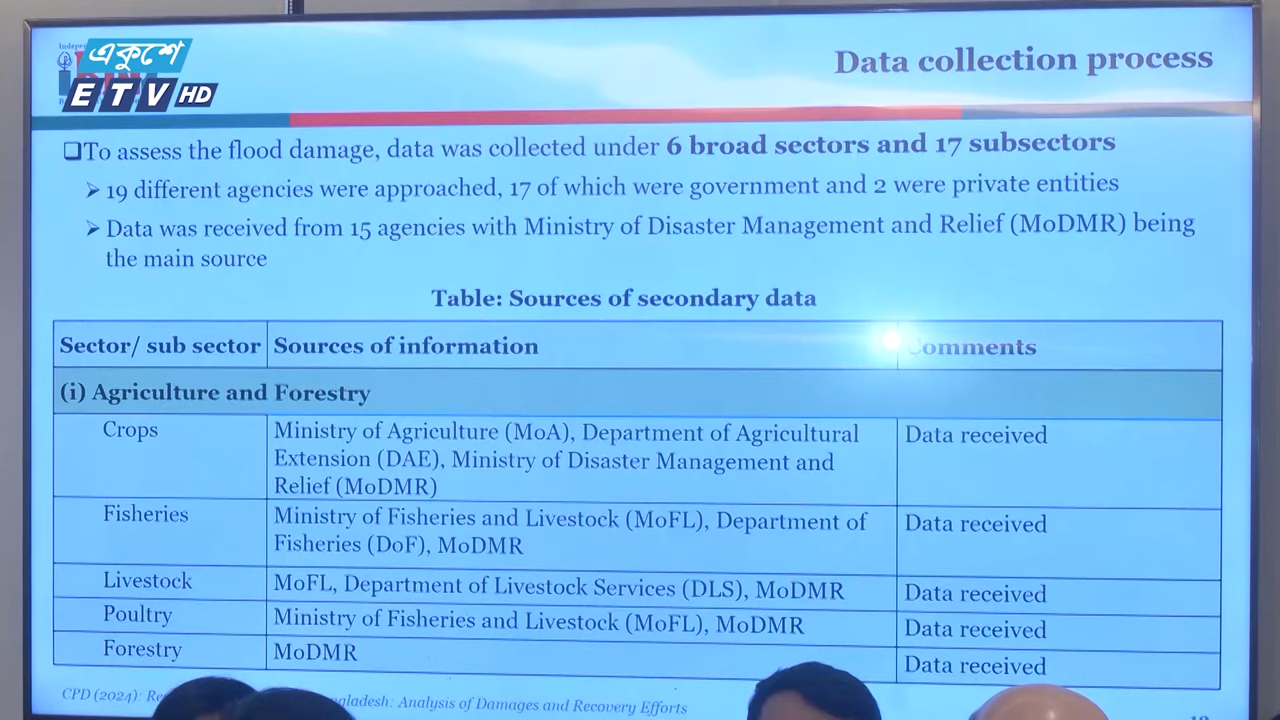 একুশে
ETV HD
Data collection process
❑To assess the flood damage, data was collected under 6 broad sectors and 17 subsectors
➢ 19 different agencies were approached, 17 of which were government and 2 were private entities
➢ Data was received from 15 agencies with Ministry of Disaster Management and Relief (MoDMR) being
the main source
Table: Sources of secondary data
Sector/ sub sector Sources of information Comments
(i) Agriculture and Forestry
Crops Ministry of Agriculture (MoA), Department of Agricultural Data received
Extension (DAE), Ministry of Disaster Management and
Relief (MoDMR)
Fisheries Ministry of Fisheries and Livestock (MoFL), Department of Data received
Fisheries (DoF), MoDMR
Livestock MoFL, Department of Livestock Services (DLS), MoDMR Data received
Poultry Ministry of Fisheries and Livestock (MoFL), MoDMR Data received
Forestry MoDMR Data received
CPD (2024): Analysis of Damages and Recovery Efforts